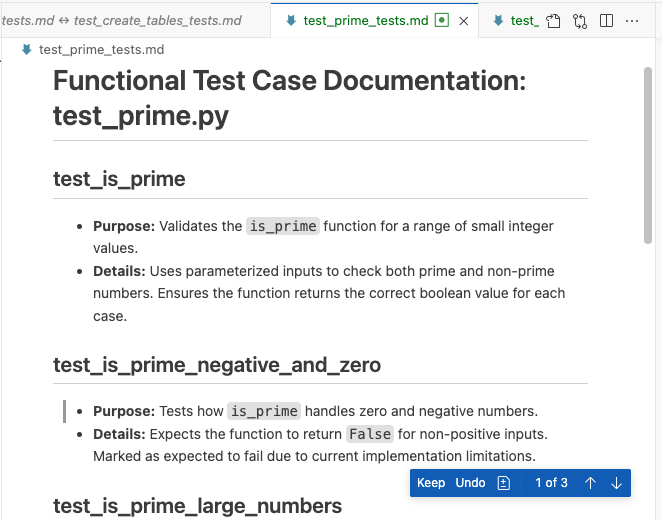 tests.md ↔ test_create_tables_tests.md
test_prime_tests.md
test_
test_prime_tests.md
Functional Test Case Documentation:
test_prime.py
test_is_prime
• Purpose: Validates the is_prime function for a range of small integer
values.
• Details: Uses parameterized inputs to check both prime and non-prime
numbers. Ensures the function returns the correct boolean value for each
case.
test_is_prime_negative_and_zero
• Purpose: Tests how is_prime handles zero and negative numbers.
• Details: Expects the function to return False for non-positive inputs.
Marked as expected to fail due to current implementation limitations.
Keep Undo 1 of 3
test_is_prime_large_numbers